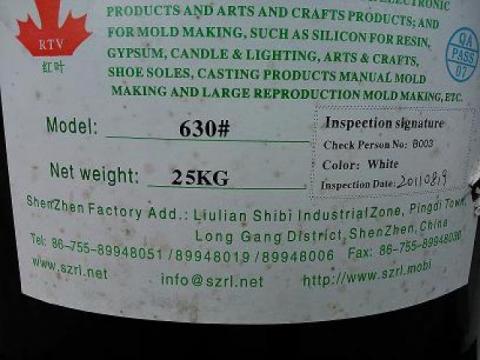 ELECTRONIC
PRODUCTS AND ARTS AND CRAFTS PRODUCTS; AND
FOR MOLD MAKING, SUCH AS SILICON FOR RESIN,
GYPSUM, CANDLE & LIGHTING, ARTS & CRAFTS,
SHOE SOLES, CASTING PRODUCTS MANUAL MOLD
MAKING AND LARGE REPRODUCTION MOLD MAKING, ETC.
RTV
红叶
QA
PASS
07
Model: 630#
Net weight: 25KG
Inspection signature
Check Person No: B003
Color: White
Inspection Date: 20110819
ShenZhen Factory Add.: Liulian Shibi IndustrialZone, Pingdi Town,
Long Gang District, ShenZhen, China
Tel: 86-755-89948051 /89948019 /89948006 Fax: 86-755-89948030
www.szrl.net info@szrl.net http://www.szrl.mobi